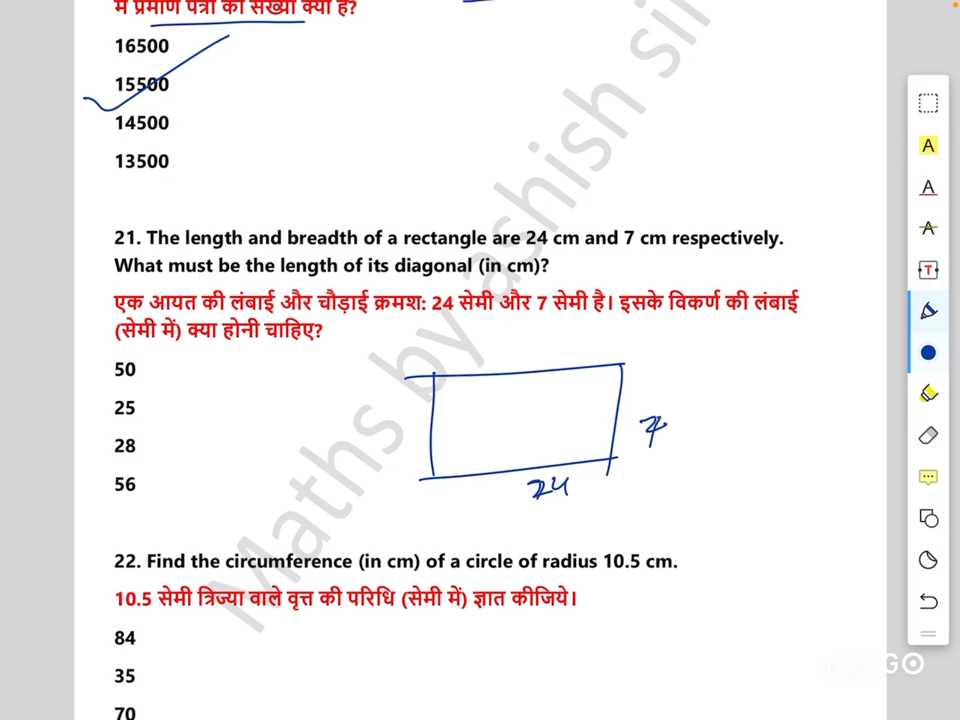 में प्रमाण पत्रों की संख्या क्या है?
16500
15500
14500
13500
21. The length and breadth of a rectangle are 24 cm and 7 cm respectively.
What must be the length of its diagonal (in cm)?
एक आयत की लंबाई और चौड़ाई क्रमश: 24 सेमी और 7 सेमी है। इसके विकर्ण की लंबाई
(सेमी में) क्या होनी चाहिए?
50
25
28
56
7
24
22. Find the circumference (in cm) of a circle of radius 10.5 cm.
10.5 सेमी त्रिज्या वाले वृत्त की परिधि (सेमी में) ज्ञात कीजिये।
84
35
70
Maths by ashish
A
A
A
T
GO